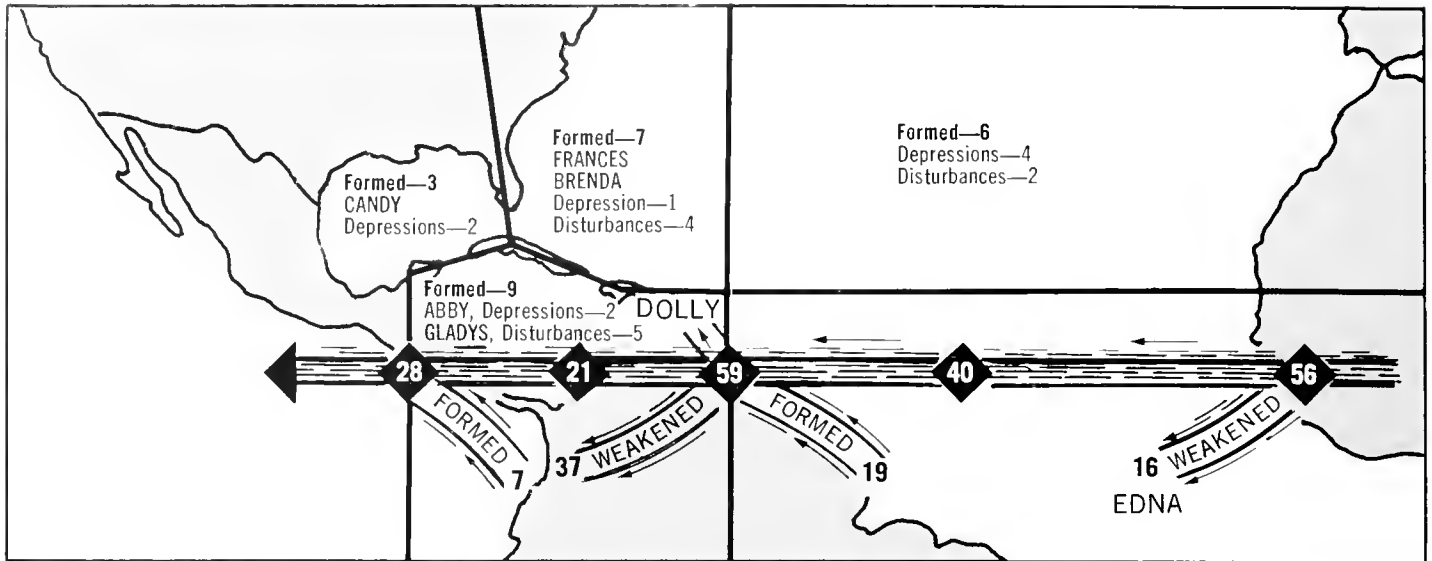 Formed—3
CANDY
Depressions—2
Formed—7
FRANCES
BRENDA
Depression—1
Disturbances—4
Formed—6
Depressions—4
Disturbances—2
Formed—9
ABBY, Depressions—2
GLADYS, Disturbances—5
DOLLY
28
21
59
40
56
FORMED
7
WEAKENED
37
FORMED
19
WEAKENED
16
EDNA